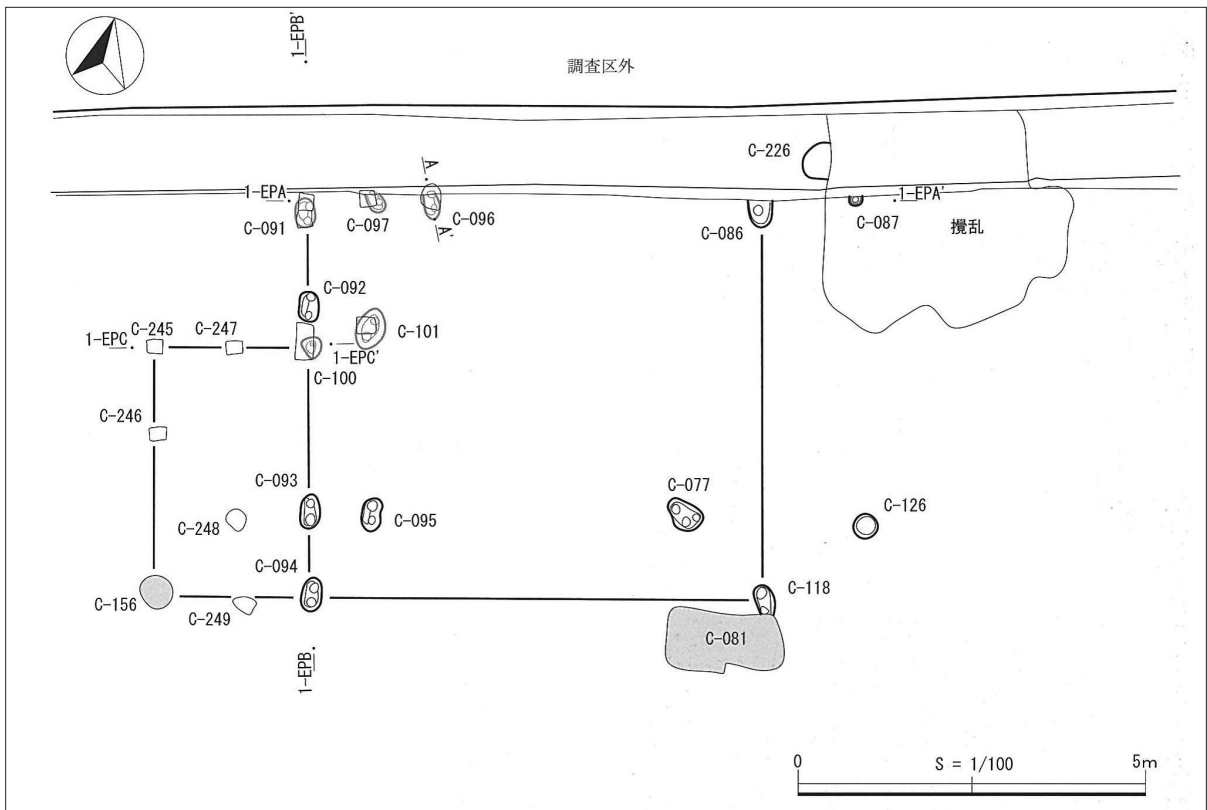 1-EPB'
調査区外
C-226
A
1-EPA
1-EPA'
C-091
C-097
C-096
C-086
C-087
A'
攪乱
C-092
C-101
1-EPC
C-245
C-247
1-EPC'
C-100
C-246
C-093
C-077
C-248
C-095
C-126
C-094
C-156
C-249
C-118
C-081
1-EPB
0
S = 1/100
5m